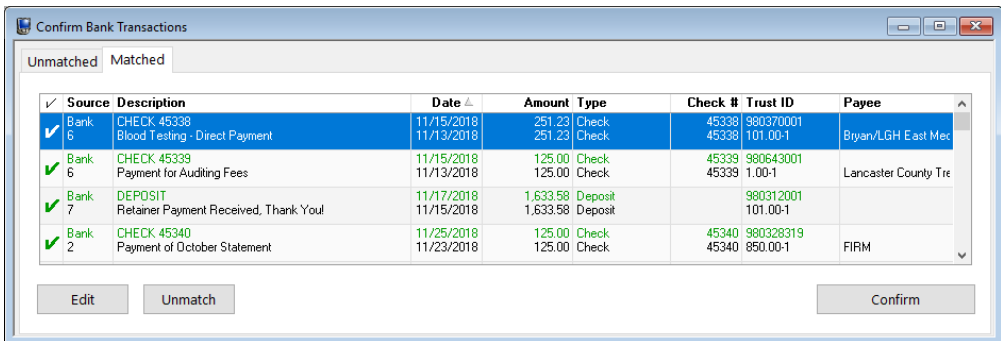 Confirm Bank Transactions
Unmatched Matched
✓ Source Description Date Amount Type Check # Trust ID Payee
Bank CHECK 45338 11/15/2018 251.23 Check 45338 980370001
6 Blood Testing - Direct Payment 11/13/2018 251.23 Check 45338 101.00-1 Bryan/LGH East Mec
Bank CHECK 45339 11/15/2018 125.00 Check 45339 980643001
6 Payment for Auditing Fees 11/13/2018 125.00 Check 45339 1.00-1 Lancaster County Tre
Bank DEPOSIT 11/17/2018 1,633.58 Deposit 980312001
7 Retainer Payment Received, Thank You! 11/15/2018 1,633.58 Deposit 101.00-1
Bank CHECK 45340 11/25/2018 125.00 Check 45340 980328319
2 Payment of October Statement 11/23/2018 125.00 Check 45340 850.00-1 FIRM
Edit Unmatch Confirm